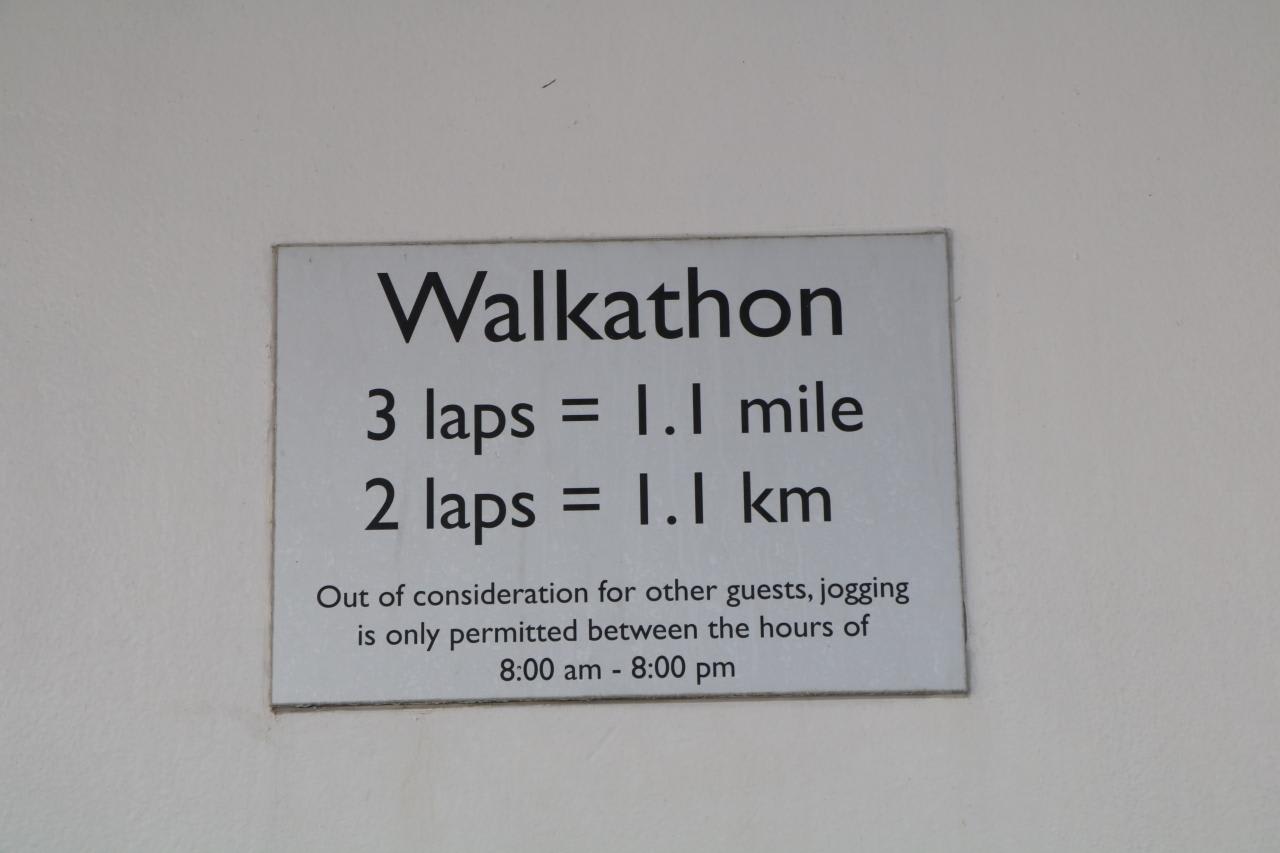 Walkathon
3 laps = 1.1 mile
2 laps = 1.1 km
Out of consideration for other guests, jogging
is only permitted between the hours of
8:00 am - 8:00 pm